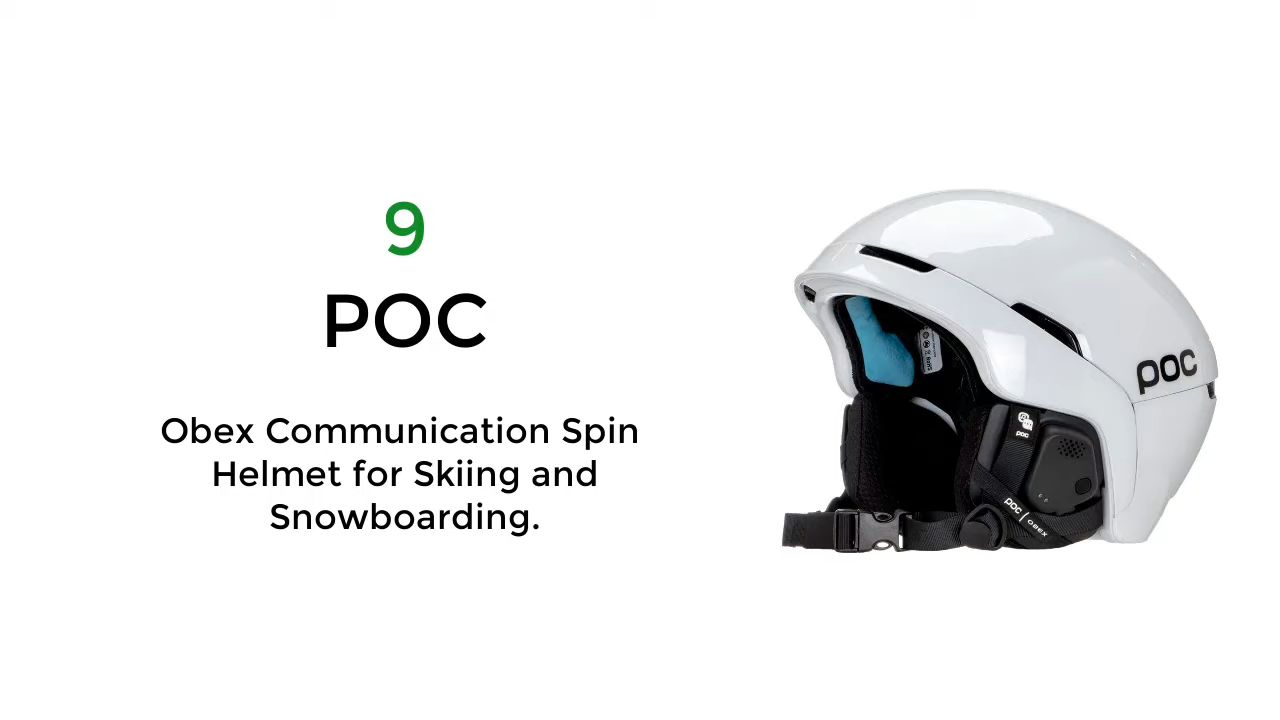 9
POC
Obex Communication Spin
Helmet for Skiing and
Snowboarding.
poc
poc
poc | OBEX